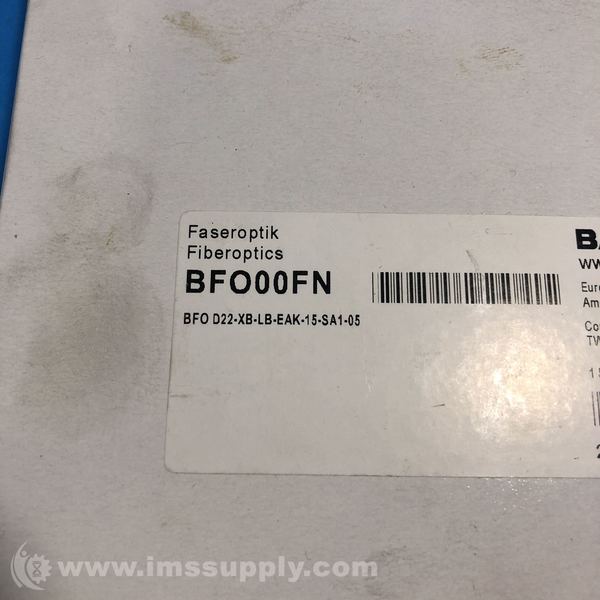 Faseroptik
Fiberoptics
BFO00FN
BFO D22-XB-LB-EAK-15-SA1-05
www.imssupply.com